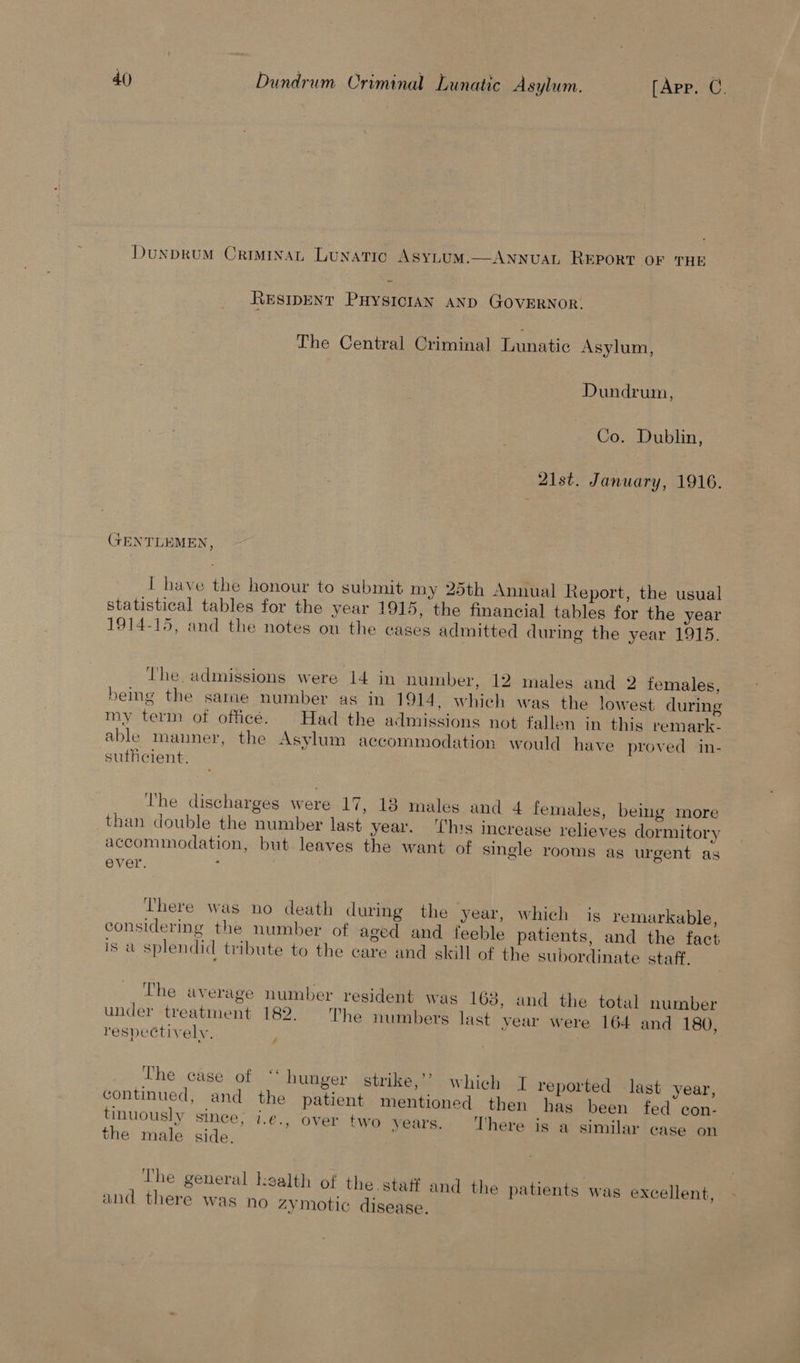 40 Dundrum Criminal Lunatic Asylum. [App. C.
Dundrum Criminal Lunatic Asylum.—Annual Report of the
Resident Physician and Governor.
The Central Criminal Lunatic Asylum,
Dundrum,
Co. Dublin,
21st. January, 1916.
Gentlemen,
I have the honour to submit my 25th Annual Report, the usual
statistical tables for the year 1915, the financial tables for the year
1914-15, and the notes on the cases admitted during the year 1915.
The admissions were 14 in number, 12 males and 2 females,
being the same number as in 1914, which was the lowest during
my term of office. Had the admissions not fallen in this remark-
able manner, the Asylum accommodation would have proved in-
sufficient.
The discharges were 17, 13 males and 4 females, being more
than double the number last year. This increase relieves dormitory
accommodation, but leaves the want of single rooms as urgent as
ever.
There was no death during the year, which is remarkable,
considering the number of aged and feeble patients, and the fact
is a splendid tribute to the care and skill of the subordinate staff.
The average number resident was 163, and the total number
under treatment 182. The numbers last year were 164 and 180,
respectively.
The case of “hunger strike,” which I reported last year,
continued, and the patient mentioned then has been fed con-
tinuously since, i.e., over two years. There is a similar case on
the male side.
The general health of the staff and the patients was excellent,
and there was no zymotic disease.